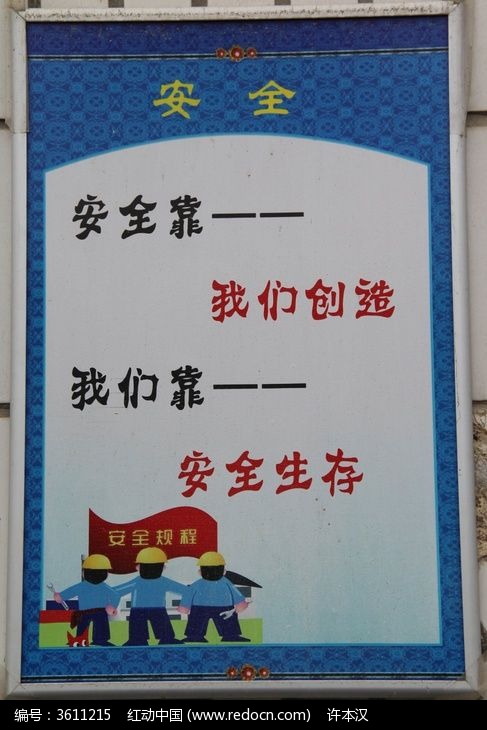 安全
安全靠——
我们创造
我们靠——
安全生存
安全规程
编号：3611215 红动中国 (www.redocn.com) 许本汉